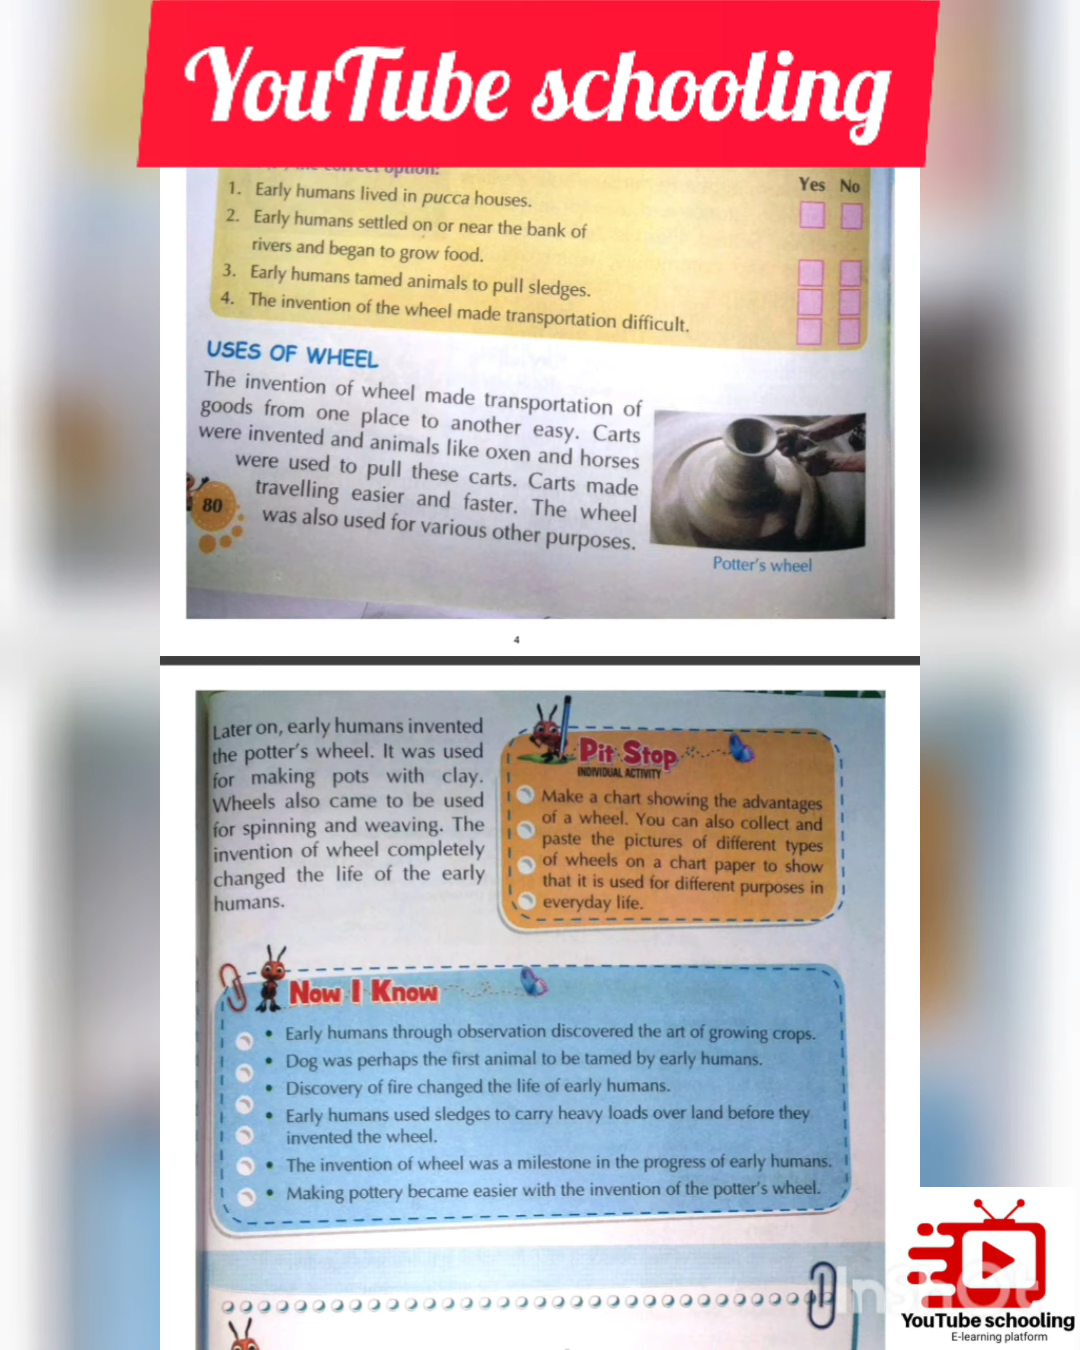 YouTube schooling
the correct option:
Yes No
1. Early humans lived in pucca houses.
2. Early humans settled on or near the bank of
rivers and began to grow food.
3. Early humans tamed animals to pull sledges.
4. The invention of the wheel made transportation difficult.
USES OF WHEEL
The invention of wheel made transportation of
goods from one place to another easy. Carts
were invented and animals like oxen and horses
were used to pull these carts. Carts made
travelling easier and faster. The wheel
was also used for various other purposes.
80
Potter's wheel
4
Later on, early humans invented
the potter's wheel. It was used
for making pots with clay.
Wheels also came to be used
for spinning and weaving. The
invention of wheel completely
changed the life of the early
humans.
Pit Stop
INDIVIDUAL ACTIVITY
Make a chart showing the advantages
of a wheel. You can also collect and
paste the pictures of different types
of wheels on a chart paper to show
that it is used for different purposes in
everyday life.
Now I Know
• Early humans through observation discovered the art of growing crops.
• Dog was perhaps the first animal to be tamed by early humans.
• Discovery of fire changed the life of early humans.
• Early humans used sledges to carry heavy loads over land before they
invented the wheel.
• The invention of wheel was a milestone in the progress of early humans.
• Making pottery became easier with the invention of the potter's wheel.
InShOt
YouTube schooling
E-learning platform